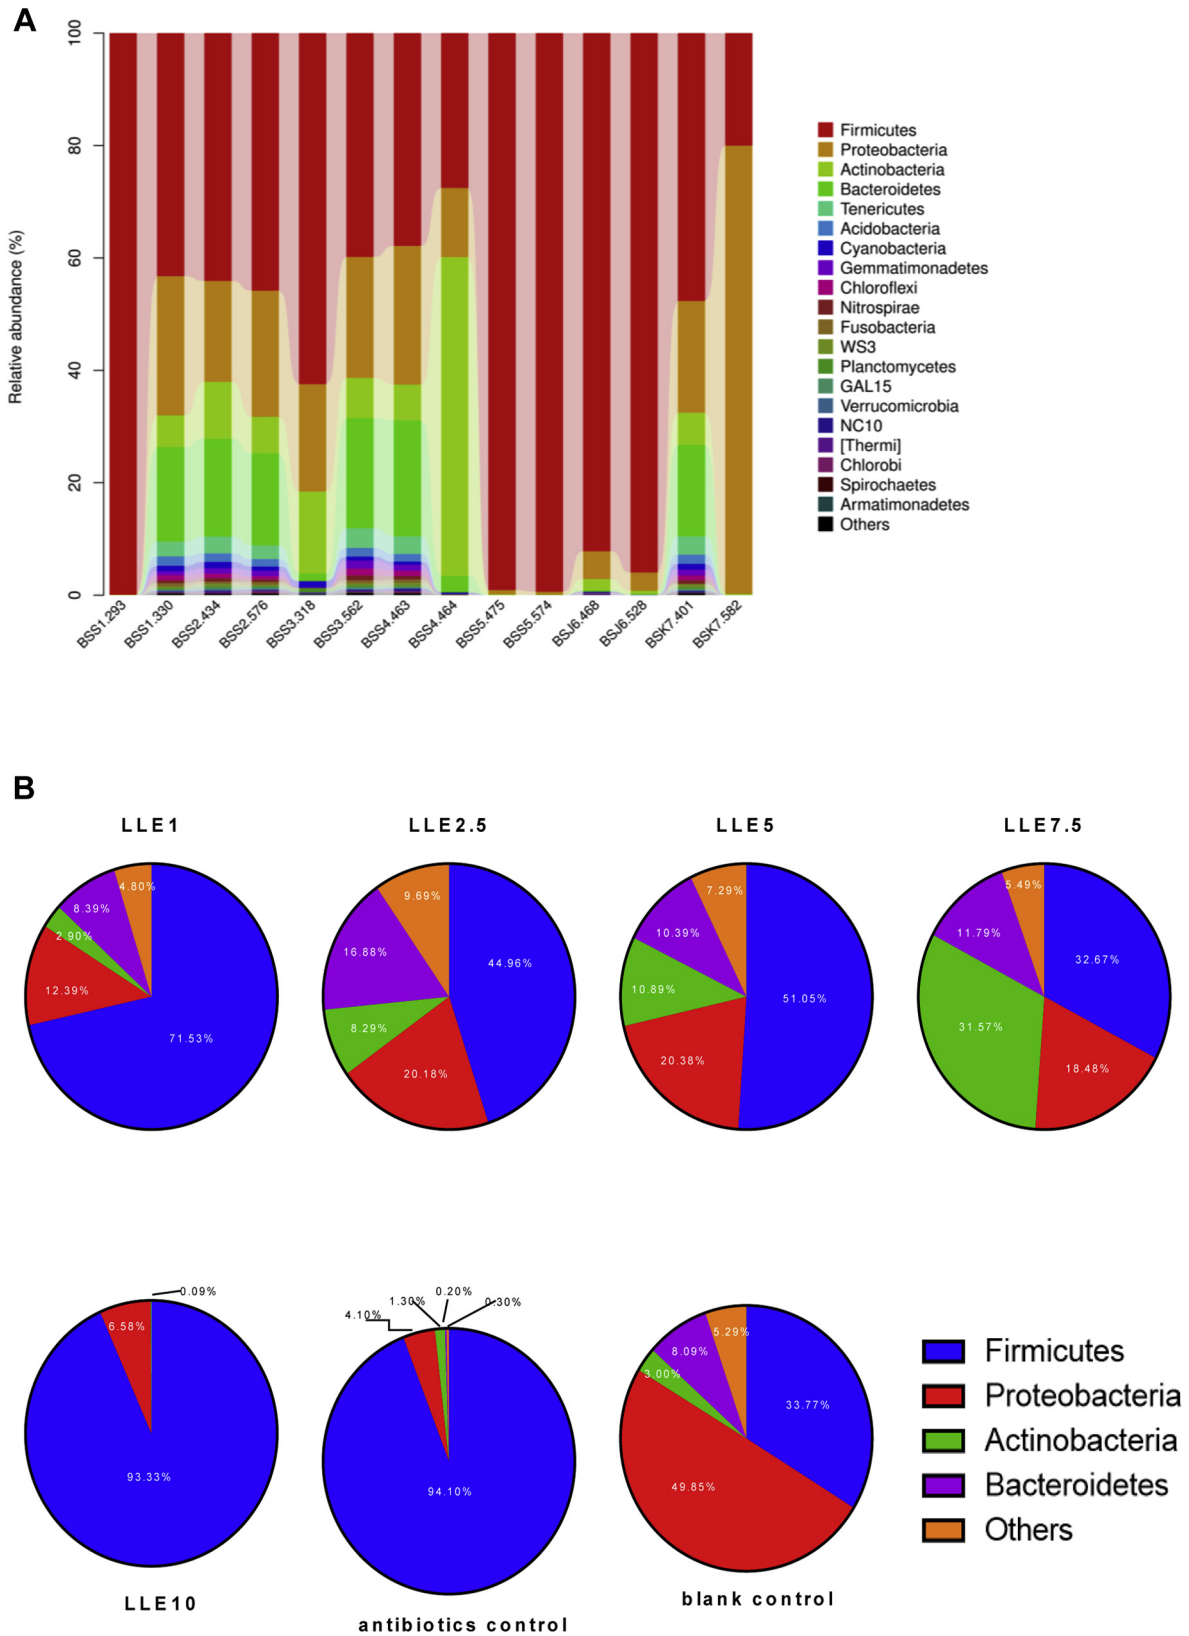 A
Relative abundance (%)
100
80
60
40
20
0
BSS1.293
BSS1.330
BSS2.434
BSS2.576
BSS3.318
BSS3.562
BSS4.463
BSS4.464
BSS5.475
BSS5.574
BSJ6.468
BSJ6.528
BSK7.401
BSK7.582
Firmicutes
Proteobacteria
Actinobacteria
Bacteroidetes
Tenericutes
Acidobacteria
Cyanobacteria
Gemmatimonadetes
Chloroflexi
Nitrospirae
Fusobacteria
WS3
Planctomycetes
GAL15
Verrucomicrobia
NC10
[Thermi]
Chlorobi
Spirochaetes
Armatimonadetes
Others
B
LLE1
4.80%
8.39%
2.90%
12.39%
71.53%
LLE2.5
9.69%
16.88%
44.96%
8.29%
20.18%
LLE5
7.29%
10.39%
10.89%
51.05%
20.38%
LLE7.5
5.49%
11.79%
32.67%
31.57%
18.48%
0.09%
6.58%
93.33%
LLE10
0.20%
1.30%
0.30%
4.10%
94.10%
antibiotics control
5.29%
8.09%
3.00%
33.77%
49.85%
blank control
Firmicutes
Proteobacteria
Actinobacteria
Bacteroidetes
Others